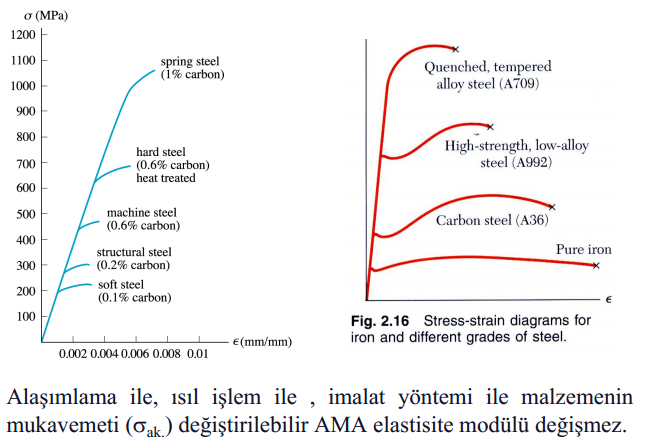 σ (MPa)
1200
1100
1000
900
800
700
600
500
400
300
200
100
spring steel
(1% carbon)
hard steel
(0.6% carbon)
heat treated
machine steel
(0.6% carbon)
structural steel
(0.2% carbon)
soft steel
(0.1% carbon)
0.002 0.004 0.006 0.008 0.01
ϵ(mm/mm)
Quenched, tempered
alloy steel (A709)
High-strength, low-alloy
steel (A992)
Carbon steel (A36)
Pure iron
ϵ
Fig. 2.16 Stress-strain diagrams for
iron and different grades of steel.
Alaşımlama ile, ısıl işlem ile , imalat yöntemi ile malzemenin
mukavemeti (σak.) değiştirilebilir AMA elastisite modülü değişmez.